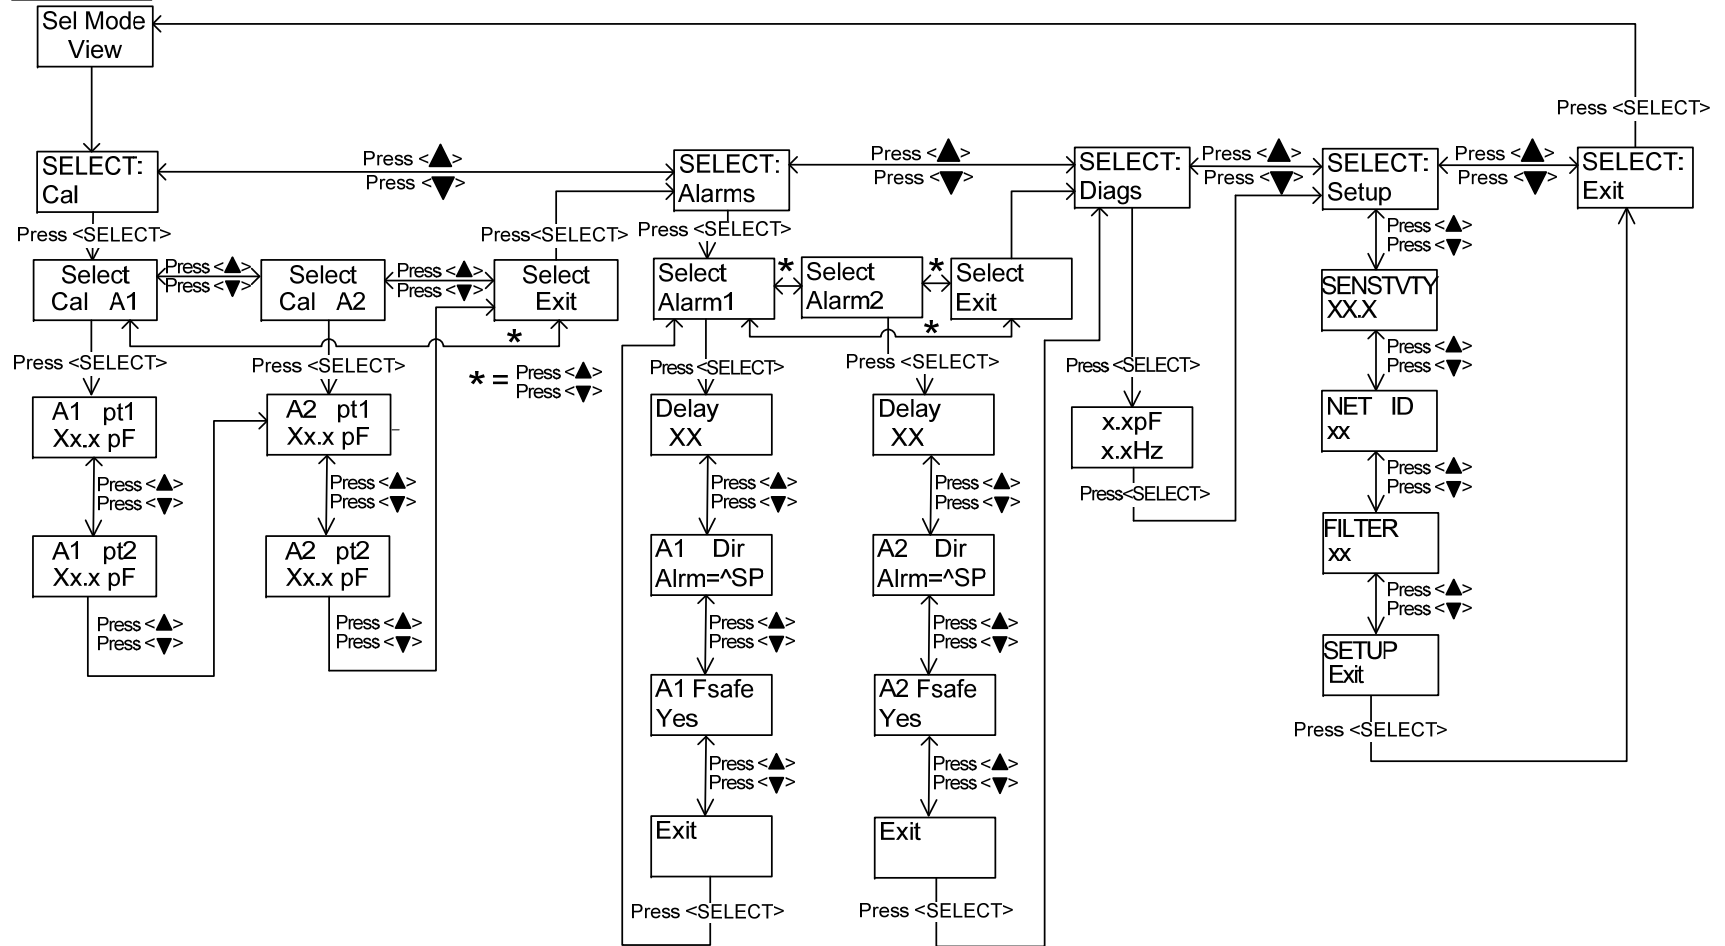 Sel Mode
View
Press <SELECT>
SELECT:
Cal
Press <▲>
Press <▼>
SELECT:
Alarms
Press <▲>
Press <▼>
SELECT:
Diags
Press <▲>
Press <▼>
SELECT:
Setup
Press <▲>
Press <▼>
SELECT:
Exit
Press <SELECT>
Press<SELECT>
Press <SELECT>
Press <▲>
Press <▼>
Select
Cal A1
Press <▲>
Press <▼>
Select
Cal A2
Press <▲>
Press <▼>
Select
Exit
Select
Alarm1
*
Select
Alarm2
*
Select
Exit
SENSTVTY
XX.X
*
*
Press <SELECT>
Press <SELECT>
* = Press <▲>
Press <▼>
Press <SELECT>
Press <SELECT>
Press <SELECT>
Press <▲>
Press <▼>
A1 pt1
Xx.x pF
A2 pt1
Xx.x pF
Delay
XX
Delay
XX
x.xpF
x.xHz
NET ID
xx
Press <▲>
Press <▼>
Press <▲>
Press <▼>
Press <▲>
Press <▼>
Press <▲>
Press <▼>
Press<SELECT>
Press <▲>
Press <▼>
A1 pt2
Xx.x pF
A2 pt2
Xx.x pF
A1 Dir
Alrm=^SP
A2 Dir
Alrm=^SP
FILTER
xx
Press <▲>
Press <▼>
Press <▲>
Press <▼>
Press <▲>
Press <▼>
Press <▲>
Press <▼>
Press <▲>
Press <▼>
A1 Fsafe
Yes
A2 Fsafe
Yes
SETUP
Exit
Press <▲>
Press <▼>
Press <▲>
Press <▼>
Press <SELECT>
Exit
Exit
Press <SELECT>
Press <SELECT>